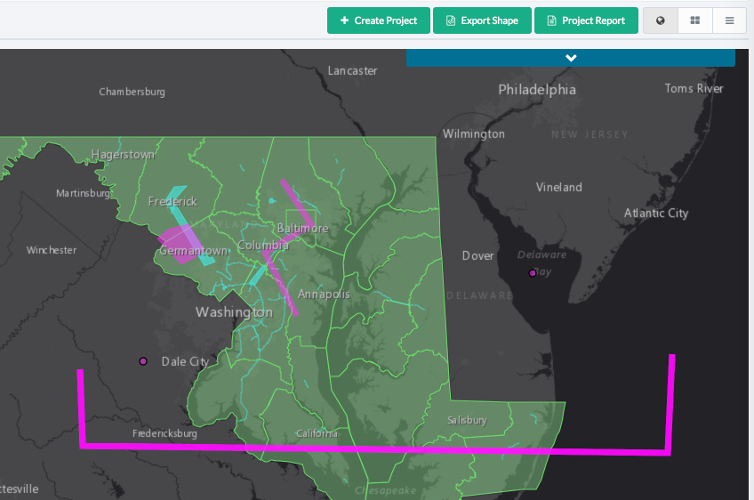 Create Project
Export Shape
Project Report
Lancaster
Chambersburg
Philadelphia
Toms River
Wilmington
NEW JERSEY
Hagerstown
Martinsburg
Vineland
Frederick
Atlantic City
MARYLAND
Baltimore
Winchester
Germantown
Columbia
Dover
Delaware
Bay
Annapolis
DELAWARE
Washington
Dale City
Salisbury
Fredericksburg
California
ttesville
Chesapeake